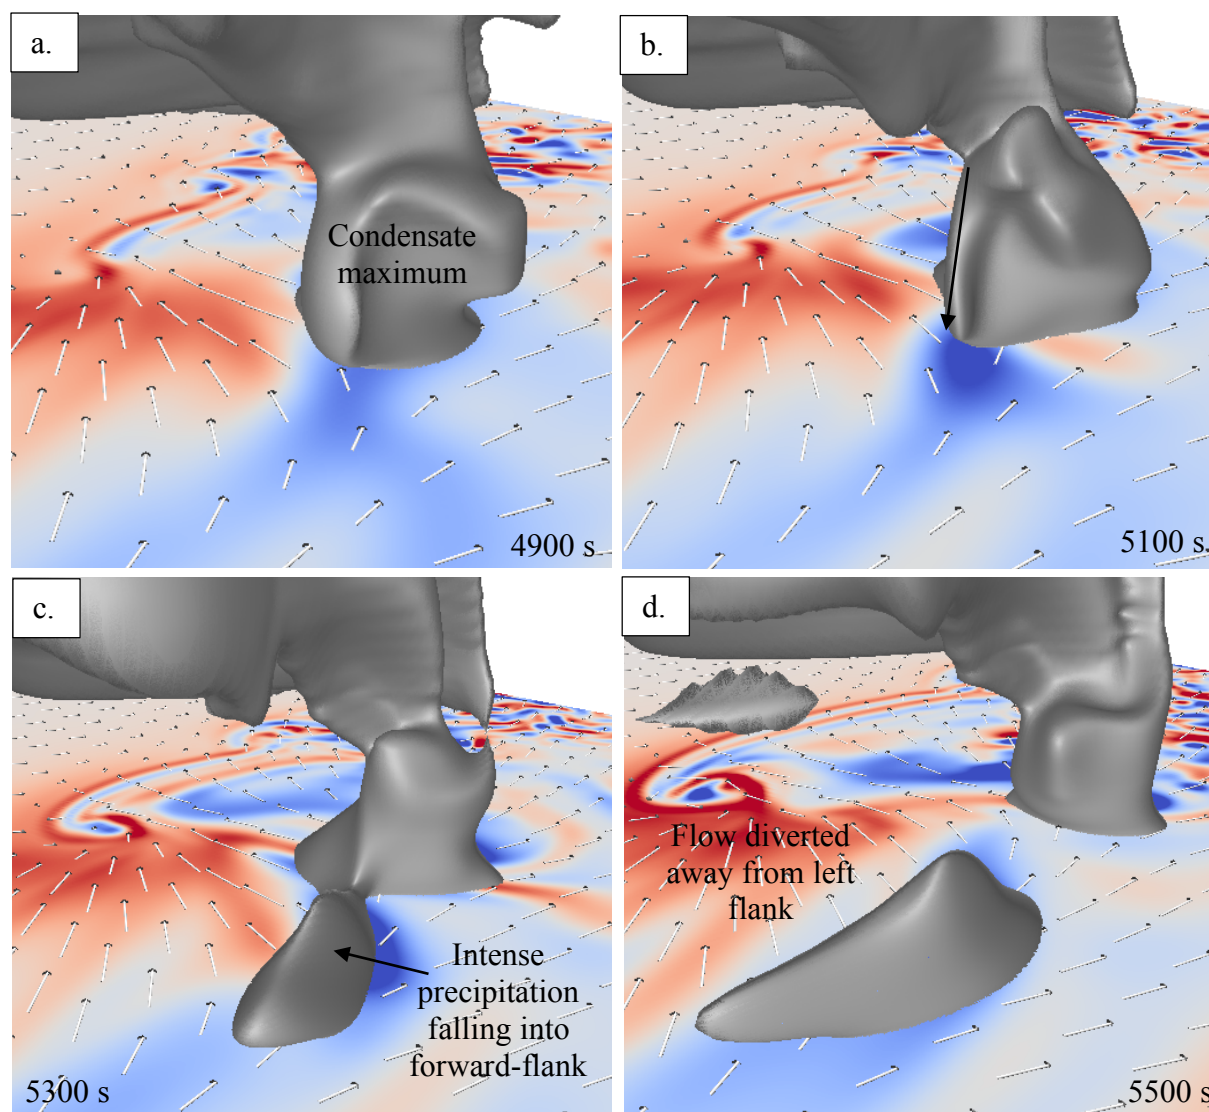 a.
Condensate
maximum
4900 s
b.
5100 s.
c.
Intense
precipitation
falling into
forward-flank
5300 s
d.
Flow diverted
away from left
flank
5500 s